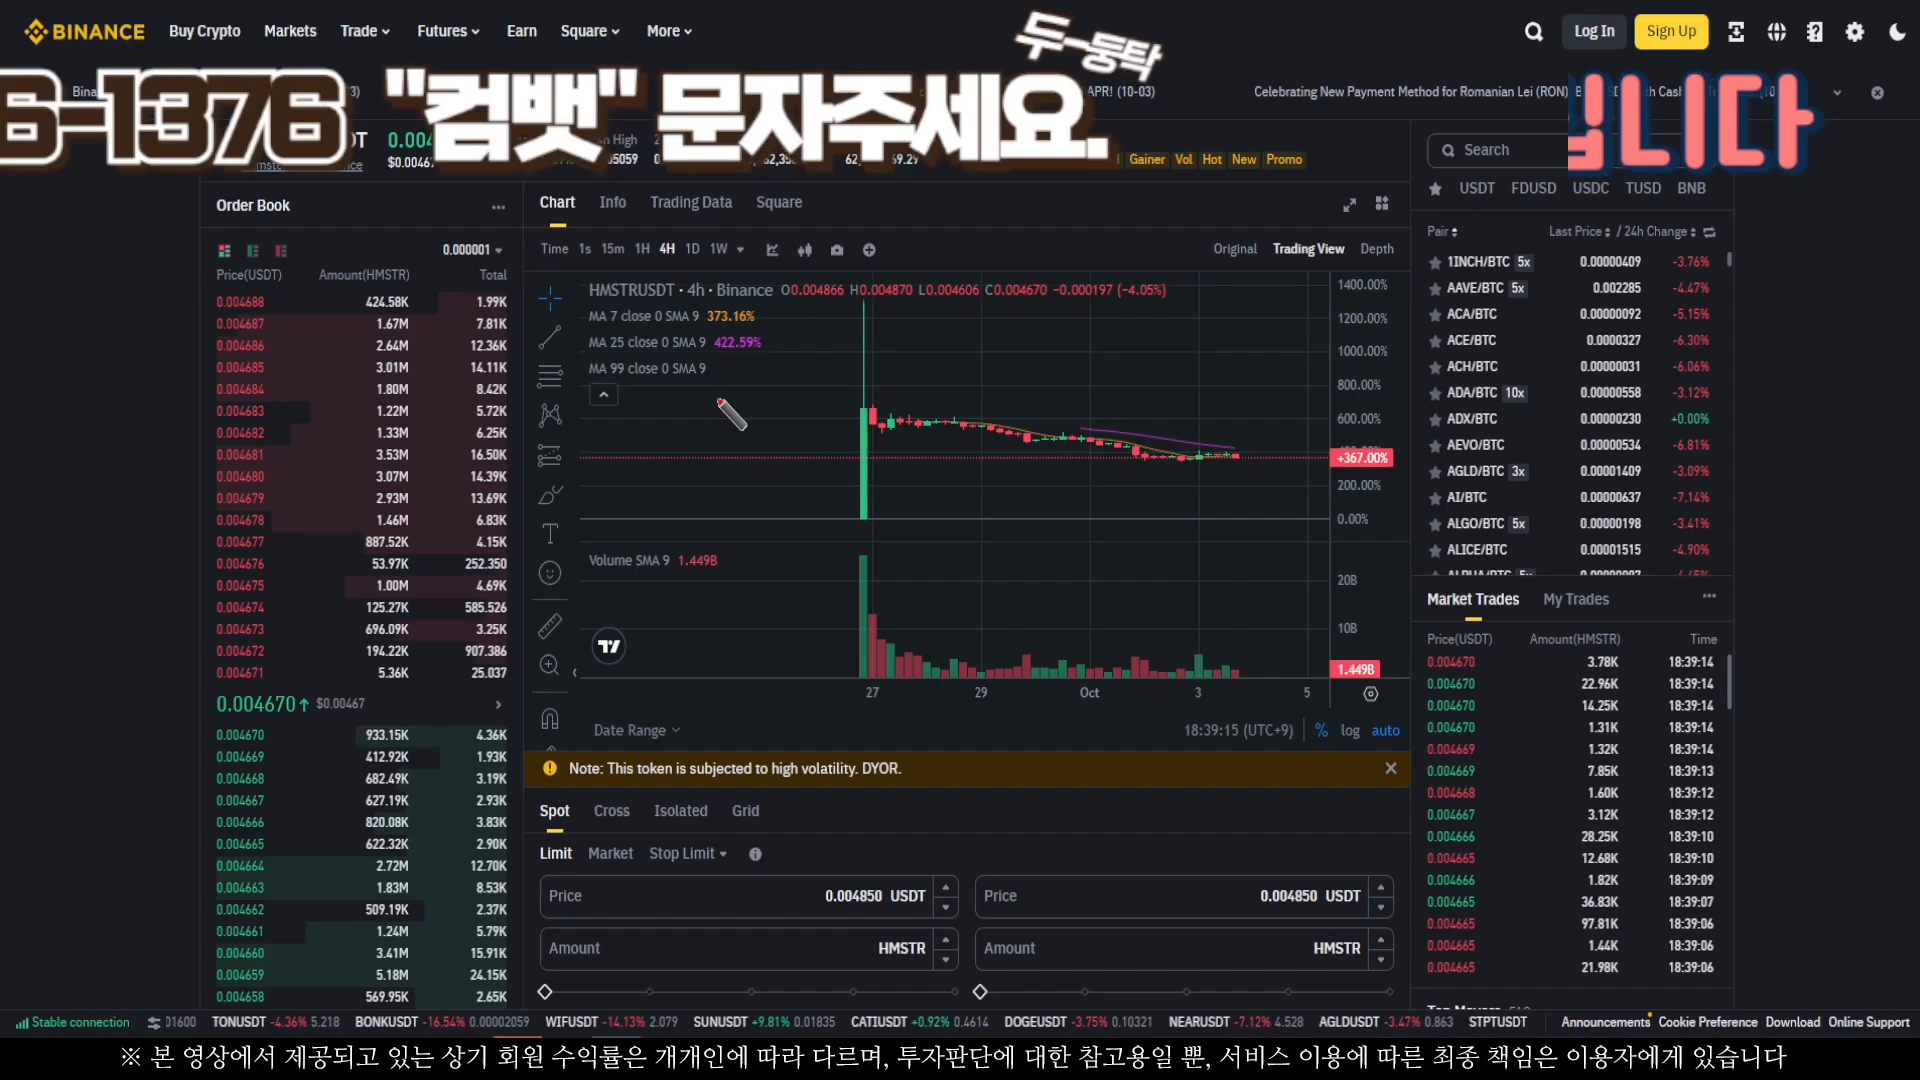 BINANCE
Buy Crypto Markets Trade Futures Earn Square More
Log In Sign Up
두-둥탁
6-1376 "컴뱃" 문자주세요.
APR! (10-03)
Celebrating New Payment Method for Romanian Lei (RON)
니다
Gainer Vol Hot New Promo
Order Book
0.000001
Price(USDT) Amount(HMSTR) Total
0.004688 424.58K 1.99K
0.004687 1.67M 7.81K
0.004686 2.64M 12.36K
0.004685 3.01M 14.11K
0.004684 1.80M 8.42K
0.004683 1.22M 5.72K
0.004682 1.33M 6.25K
0.004681 3.53M 16.50K
0.004680 3.07M 14.39K
0.004679 2.93M 13.69K
0.004678 1.46M 6.83K
0.004677 887.52K 4.15K
0.004676 53.97K 252.350
0.004675 1.00M 4.69K
0.004674 125.27K 585.526
0.004673 696.09K 3.25K
0.004672 194.22K 907.386
0.004671 5.36K 25.037
0.004670↑ $0.00467
0.004670 933.15K 4.36K
0.004669 412.92K 1.93K
0.004668 682.49K 3.19K
0.004667 627.19K 2.93K
0.004666 820.08K 3.83K
0.004665 622.32K 2.90K
0.004664 2.72M 12.70K
0.004663 1.83M 8.53K
0.004662 509.19K 2.37K
0.004661 1.24M 5.79K
0.004660 3.41M 15.91K
0.004659 5.18M 24.15K
0.004658 569.95K 2.65K
Chart Info Trading Data Square
Time 1s 15m 1H 4H 1D 1W
Original Trading View Depth
HMSTRUSDT · 4h · Binance O0.004866 H0.004870 L0.004606 C0.004670 −0.000197 (−4.05%)
MA 7 close 0 SMA 9 373.16%
MA 25 close 0 SMA 9 422.59%
MA 99 close 0 SMA 9
1400.00%
1200.00%
1000.00%
800.00%
600.00%
+367.00%
200.00%
0.00%
Volume SMA 9 1.449B
20B
10B
1.449B
27 29 Oct 3 5
Date Range
18:39:15 (UTC+9) % log auto
Note: This token is subjected to high volatility. DYOR.
Spot Cross Isolated Grid
Limit Market Stop Limit
Price 0.004850 USDT
Price 0.004850 USDT
Amount HMSTR
Amount HMSTR
Search
USDT FDUSD USDC TUSD BNB
Pair Last Price / 24h Change
1INCH/BTC 5x 0.00000409 -3.76%
AAVE/BTC 5x 0.002285 -4.47%
ACA/BTC 0.00000092 -5.15%
ACE/BTC 0.0000327 -6.30%
ACH/BTC 0.00000031 -6.06%
ADA/BTC 10x 0.00000558 -3.12%
ADX/BTC 0.00000230 +0.00%
AEVO/BTC 0.00000534 -6.81%
AGLD/BTC 3x 0.00001409 -3.09%
AI/BTC 0.00000637 -7.14%
ALGO/BTC 5x 0.00000198 -3.41%
ALICE/BTC 0.00001515 -4.90%
Market Trades My Trades
Price(USDT) Amount(HMSTR) Time
0.004670 3.78K 18:39:14
0.004670 22.96K 18:39:14
0.004670 14.25K 18:39:14
0.004670 1.31K 18:39:14
0.004669 1.32K 18:39:14
0.004669 7.85K 18:39:13
0.004668 1.60K 18:39:12
0.004667 3.12K 18:39:12
0.004666 28.25K 18:39:10
0.004665 12.68K 18:39:10
0.004666 1.82K 18:39:09
0.004665 36.83K 18:39:07
0.004665 97.81K 18:39:06
0.004665 1.44K 18:39:06
0.004665 21.98K 18:39:06
Stable connection
TONUSDT -4.36% 5.218 BONKUSDT -16.54% 0.00002059 WIFUSDT -14.13% 2.079 SUNUSDT +9.81% 0.01835 CATIUSDT +0.92% 0.4614 DOGEUSDT -3.75% 0.10321 NEARUSDT -7.12% 4.528 AGLDUSDT -3.47% 0.863 STPTUSDT
Announcements Cookie Preference Download Online Support
※ 본 영상에서 제공되고 있는 상기 회원 수익률은 개개인에 따라 다르며, 투자판단에 대한 참고용일 뿐, 서비스 이용에 따른 최종 책임은 이용자에게 있습니다